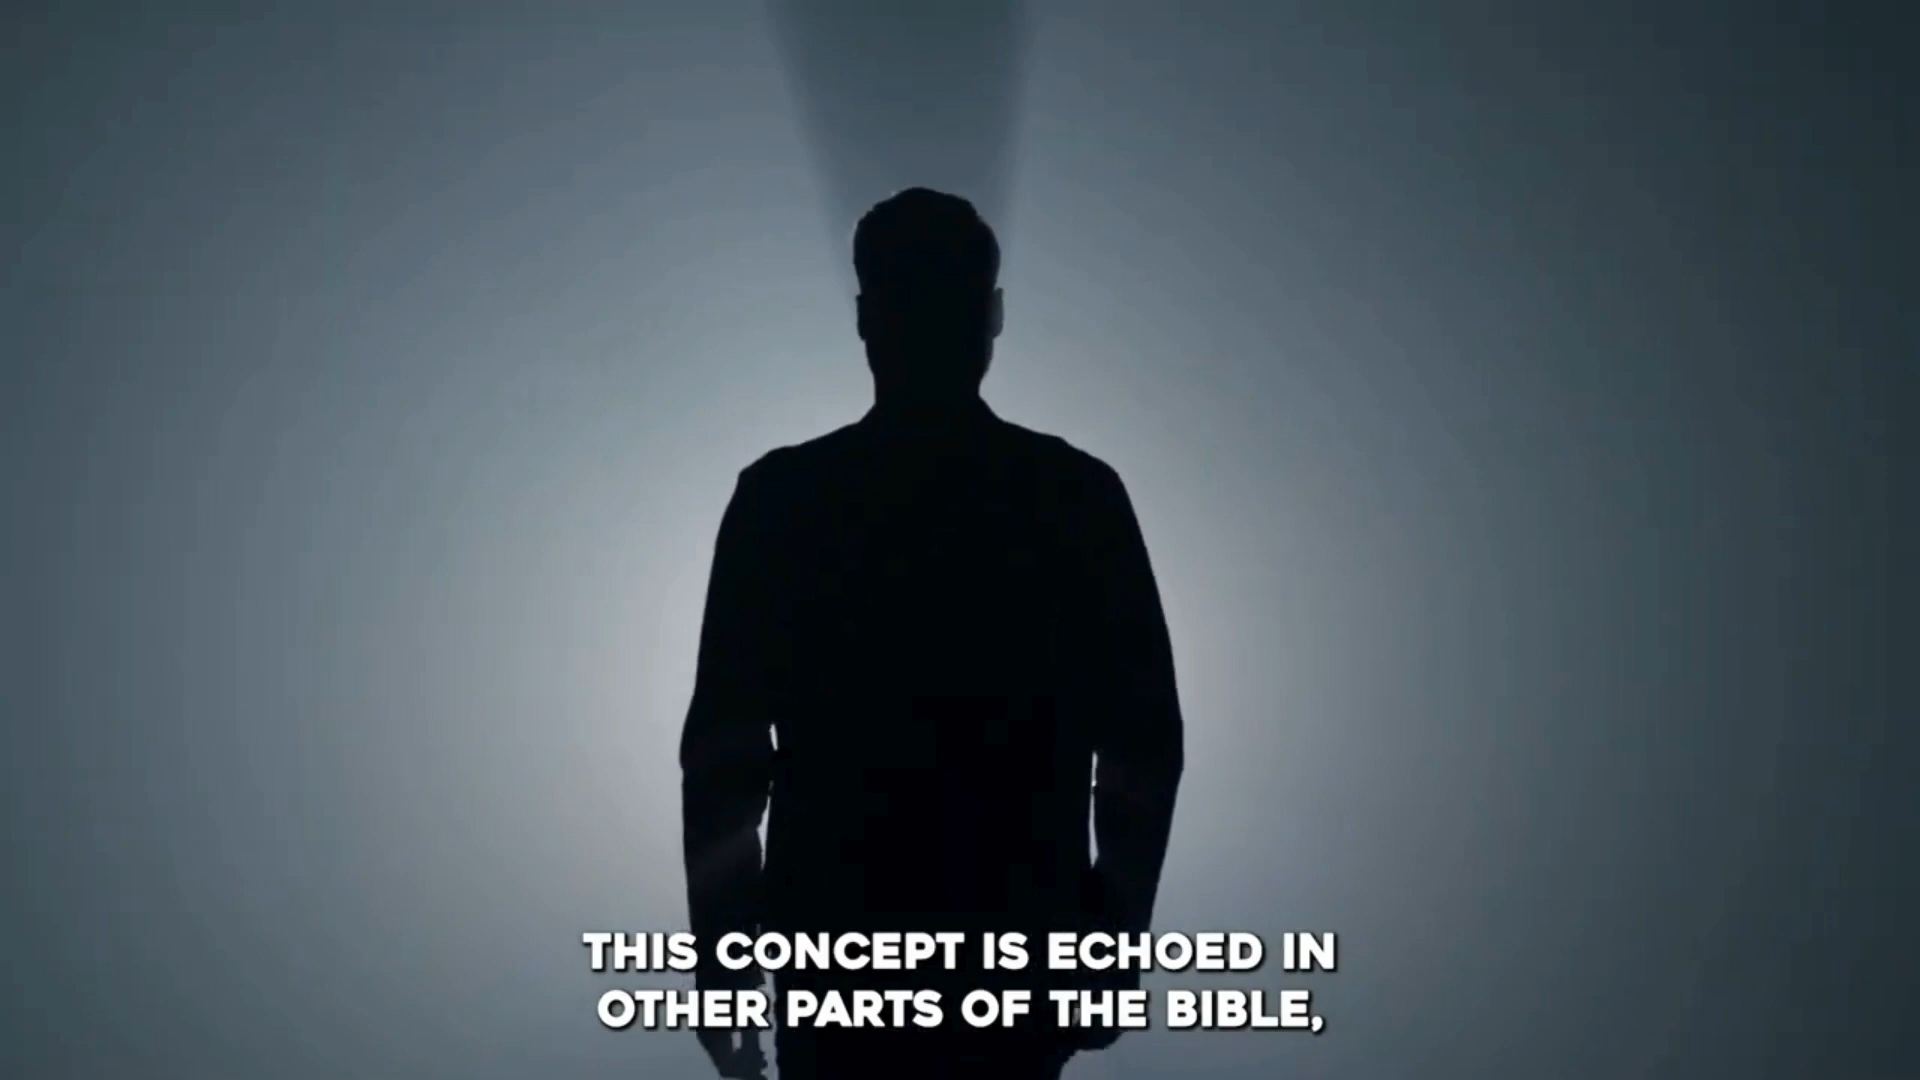 THIS CONCEPT IS ECHOED IN
OTHER PARTS OF THE BIBLE,